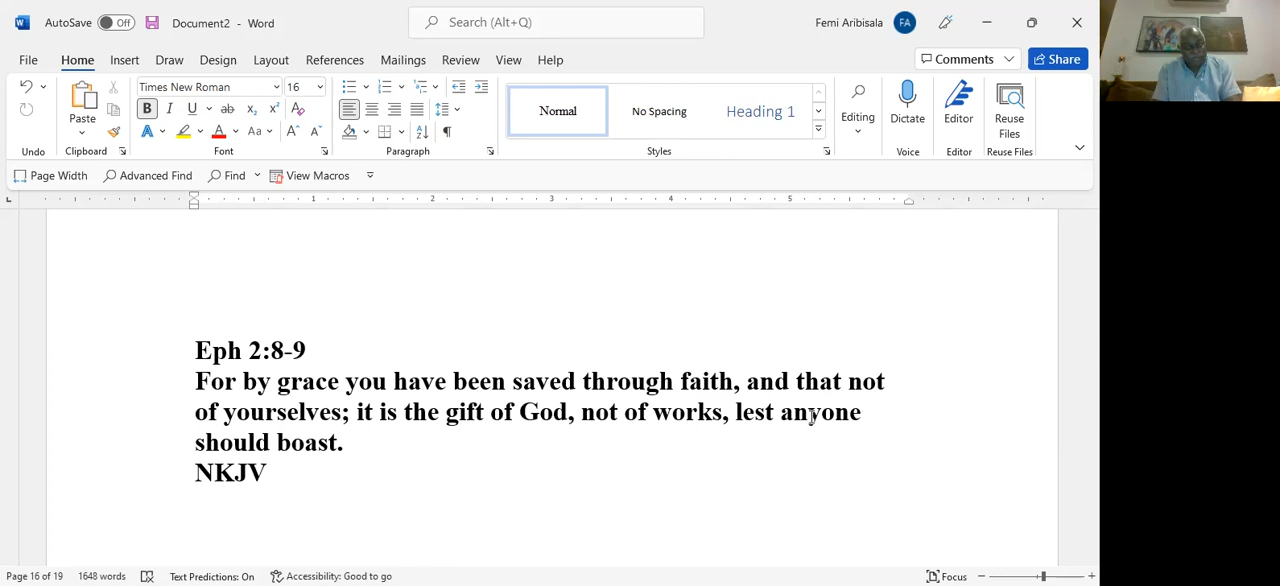 AutoSave Off Document2 - Word Search (Alt+Q) Femi Aribisala FA
File Home Insert Draw Design Layout References Mailings Review View Help Comments Share
Times New Roman 16
Paste Normal No Spacing Heading 1 Editing Dictate Editor Reuse Files
Undo Clipboard Font Paragraph Styles Voice Editor Reuse Files
Page Width Advanced Find Find View Macros
1 2 3 4 5
Eph 2:8-9
For by grace you have been saved through faith, and that not
of yourselves; it is the gift of God, not of works, lest anyone
should boast.
NKJV
Page 16 of 19 1648 words Text Predictions: On Accessibility: Good to go Focus